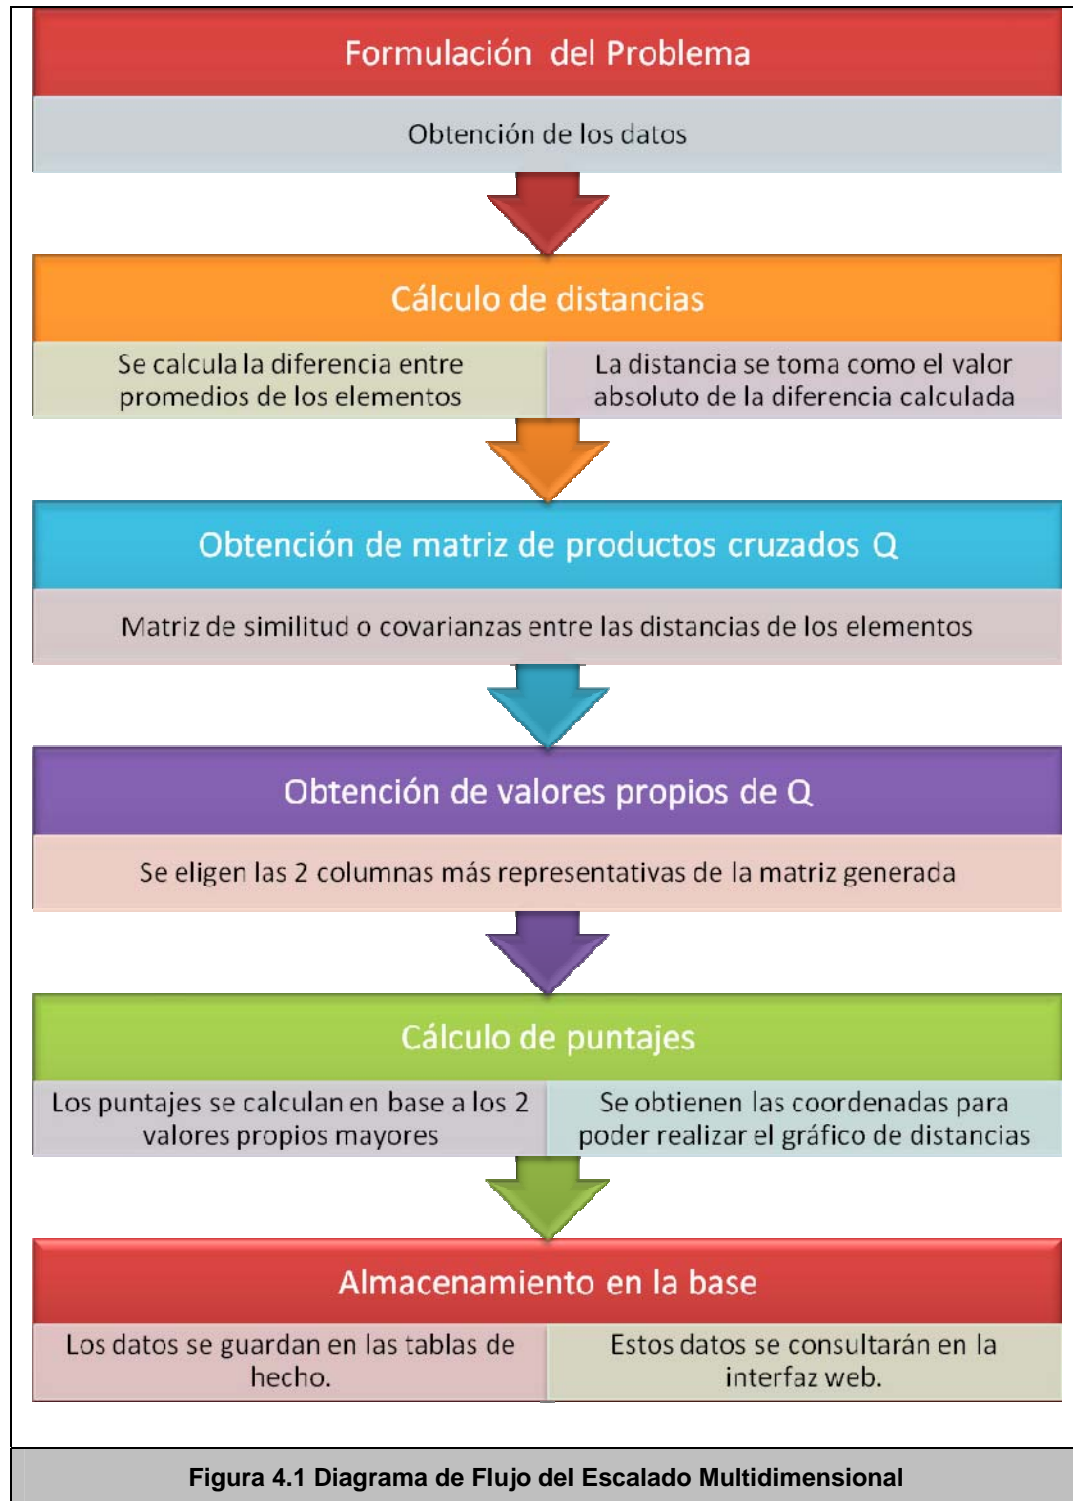 Formulación del Problema
Obtención de los datos
Cálculo de distancias
Se calcula la diferencia entre
promedios de los elementos
La distancia se toma como el valor
absoluto de la diferencia calculada
Obtención de matriz de productos cruzados Q
Matriz de similitud o covarianzas entre las distancias de los elementos
Obtención de valores propios de Q
Se eligen las 2 columnas más representativas de la matriz generada
Cálculo de puntajes
Los puntajes se calculan en base a los 2
valores propios mayores
Se obtienen las coordenadas para
poder realizar el gráfico de distancias
Almacenamiento en la base
Los datos se guardan en las tablas de
hecho.
Estos datos se consultarán en la
interfaz web.
Figura 4.1 Diagrama de Flujo del Escalado Multidimensional